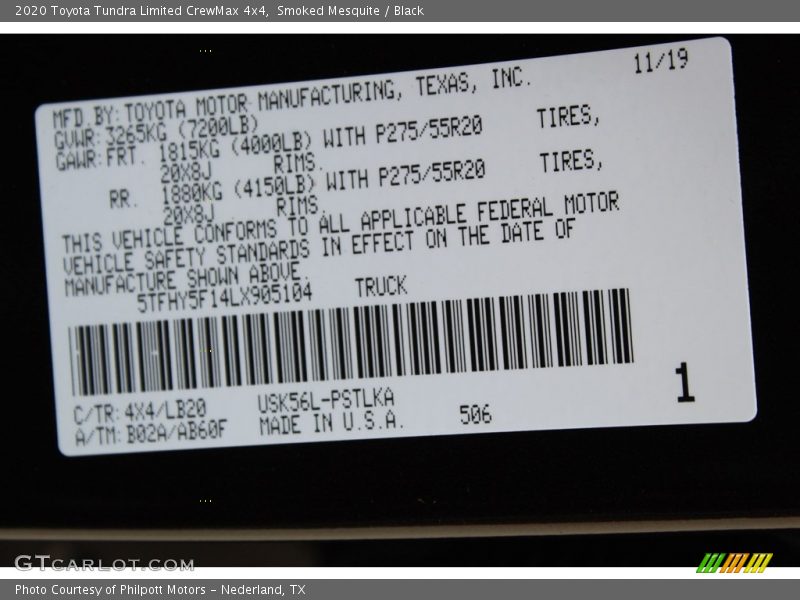 2020 Toyota Tundra Limited CrewMax 4x4,  Smoked Mesquite / Black
11/19
MFD.BY:TOYOTA MOTOR MANUFACTURING, TEXAS, INC.
GVWR:3265KG (7200LB)
GAWR:FRT. 1815KG (4000LB) WITH P275/55R20 TIRES,
20X8J RIMS.
RR. 1880KG (4150LB) WITH P275/55R20 TIRES,
20X8J RIMS.
THIS VEHICLE CONFORMS TO ALL APPLICABLE FEDERAL MOTOR
VEHICLE SAFETY STANDARDS IN EFFECT ON THE DATE OF
MANUFACTURE SHOWN ABOVE.
5TFHY5F14LX905104 TRUCK
C/TR:4X4/LB20 USK56L-PSTLKA
A/TM:B02A/AB60F MADE IN U.S.A. 506
1
GTCARLOT.COM
Photo Courtesy of Philpott Motors - Nederland, TX